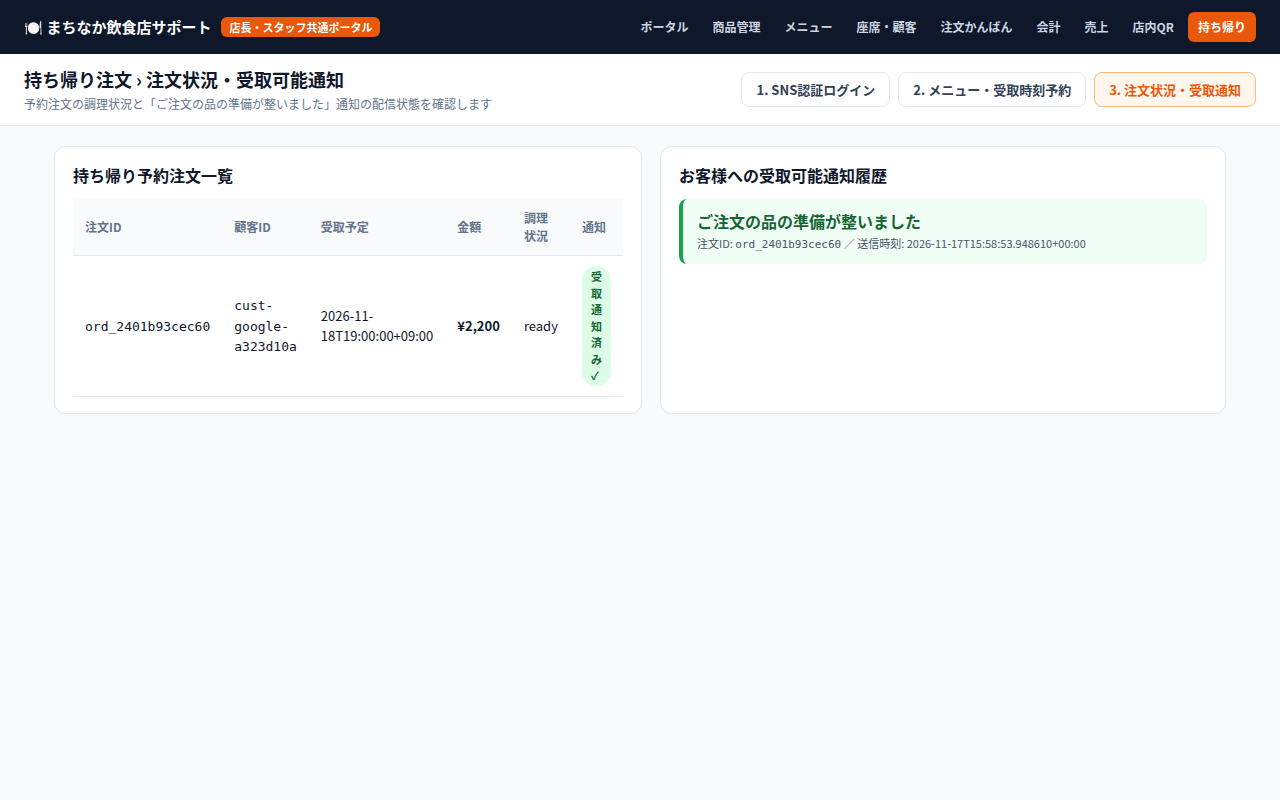 🍽️ まちなか飲食店サポート 店長・スタッフ共通ポータル ポータル 商品管理 メニュー 座席・顧客 注文かんばん 会計 売上 店内QR 持ち帰り
持ち帰り注文 › 注文状況・受取可能通知
予約注文の調理状況と「ご注文の品の準備が整いました」通知の配信状態を確認します
1. SNS認証ログイン 2. メニュー・受取時刻予約 3. 注文状況・受取通知
持ち帰り予約注文一覧
注文ID 顧客ID 受取予定 金額 調理状況 通知
ord_2401b93cec60
cust-
google-
a323d10a
2026-11-
18T19:00:00+09:00
¥2,200
ready
受
取
通
知
済
み
✓
お客様への受取可能通知履歴
ご注文の品の準備が整いました
注文ID: ord_2401b93cec60 ／ 送信時刻: 2026-11-17T15:58:53.948610+00:00